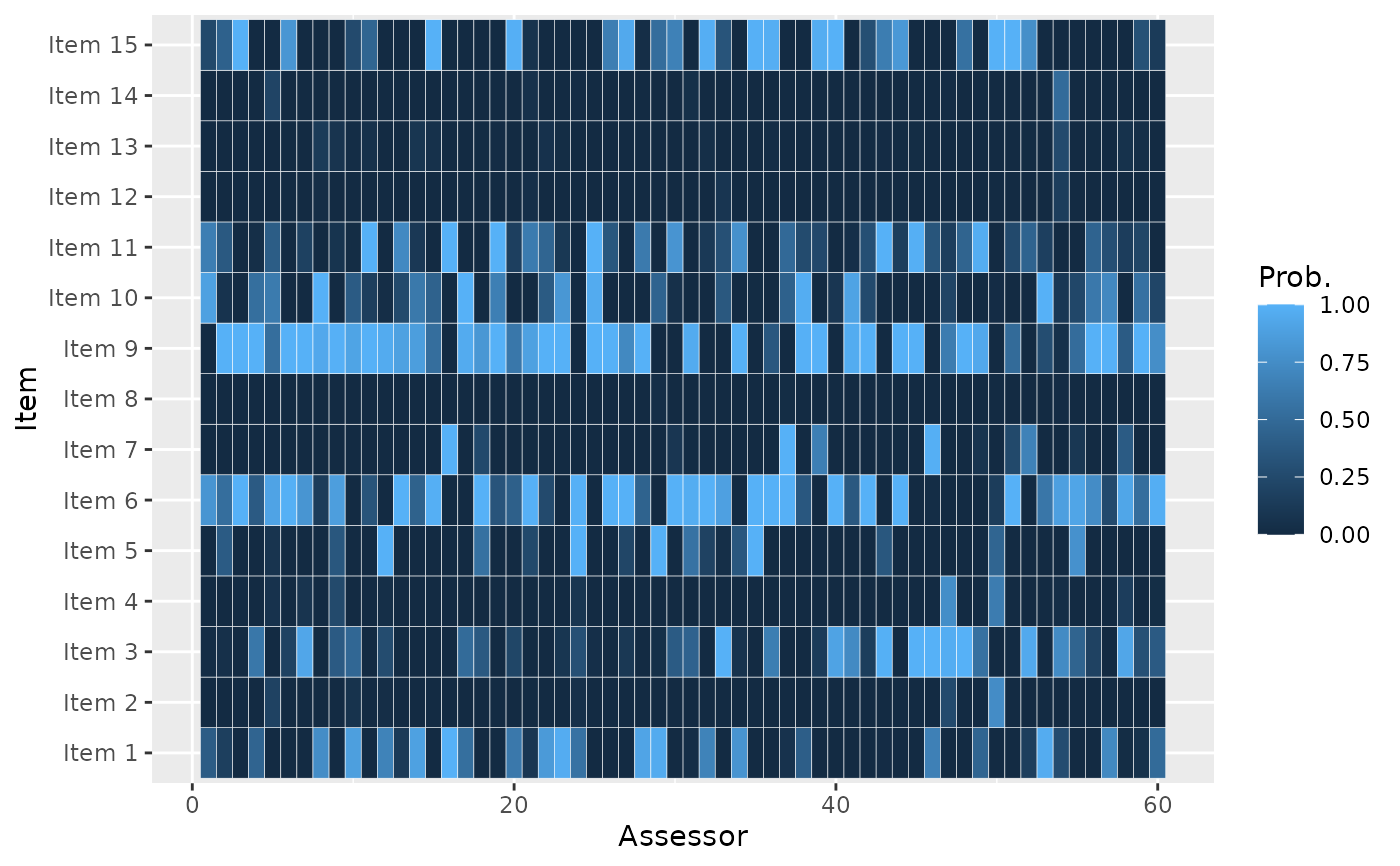 Item 15
Item 14
Item 13
Item 12
Item 11
Item 10
Item 9
Item 8
Item 7
Item 6
Item 5
Item 4
Item 3
Item 2
Item 1
Item
0
20
40
60
Assessor
Prob.
1.00
0.75
0.50
0.25
0.00